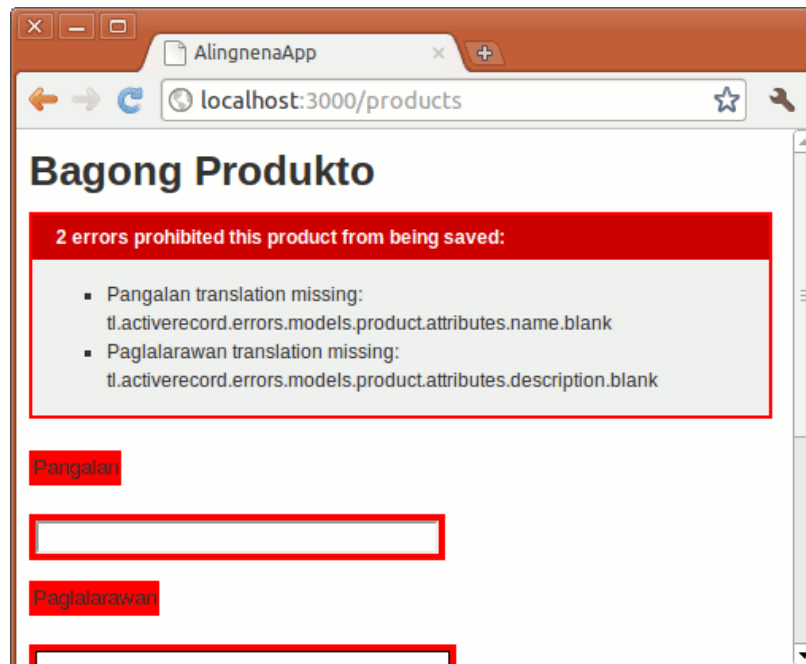 AlingnenaApp
localhost:3000/products
Bagong Produkto
2 errors prohibited this product from being saved:
Pangalan translation missing:
tl.activerecord.errors.models.product.attributes.name.blank
Paglalarawan translation missing:
tl.activerecord.errors.models.product.attributes.description.blank
Pangalan
Paglalarawan